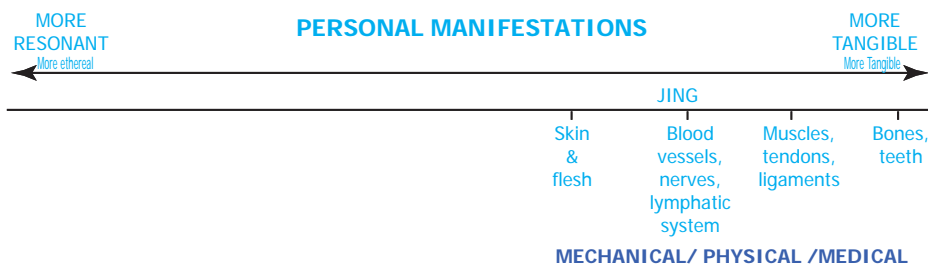 MORE
RESONANT
More ethereal
PERSONAL MANIFESTATIONS
MORE
TANGIBLE
More Tangible
JING
Skin
&
flesh
Blood
vessels,
nerves,
lymphatic
system
Muscles,
tendons,
ligaments
Bones,
teeth
MECHANICAL/ PHYSICAL /MEDICAL